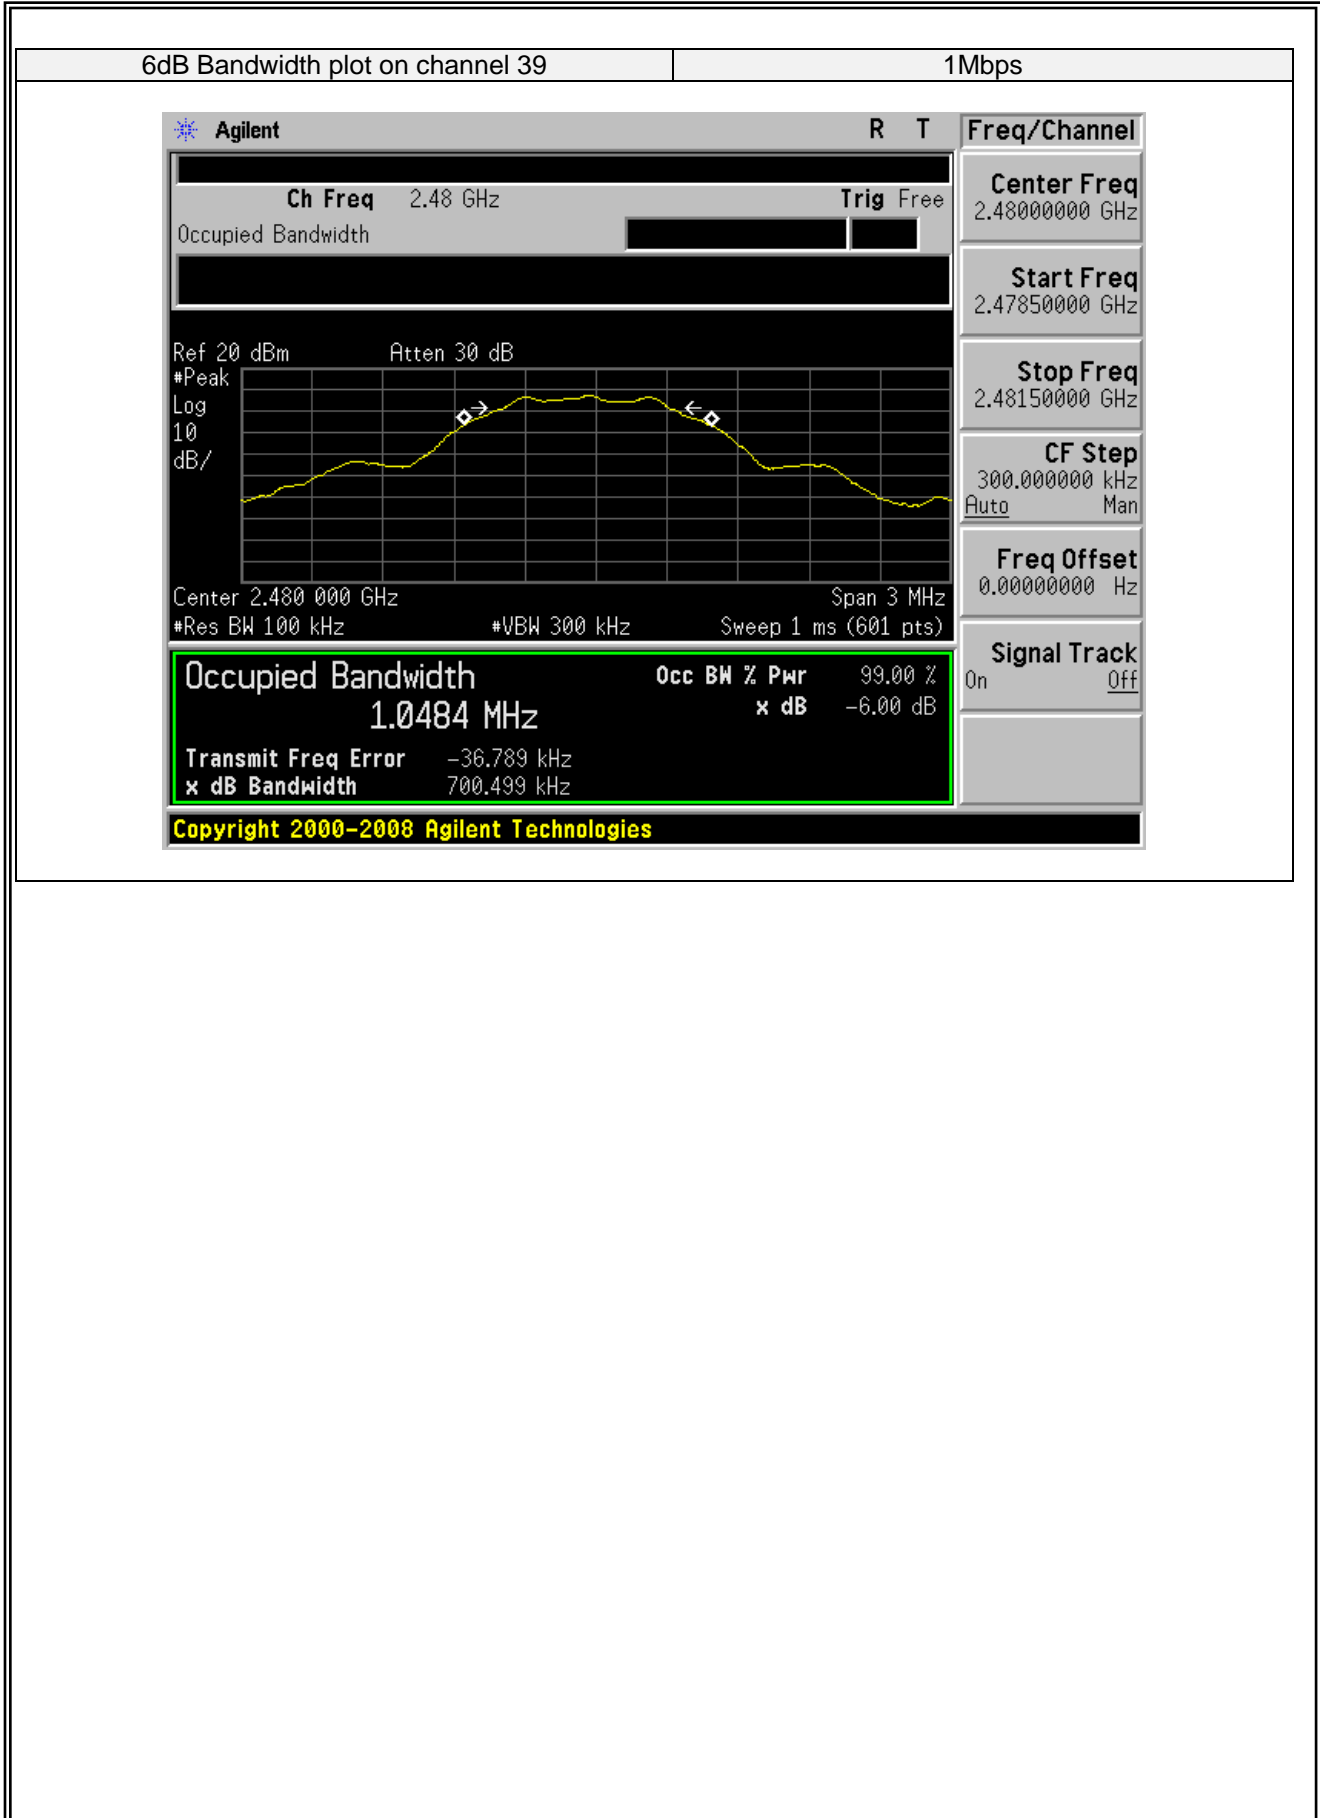 6dB Bandwidth plot on channel 39 1Mbps
Agilent R T Freq/Channel
Ch Freq 2.48 GHz Trig Free
Occupied Bandwidth
Center Freq
2.48000000 GHz
Start Freq
2.47850000 GHz
Stop Freq
2.48150000 GHz
CF Step
300.000000 kHz
Auto Man
Freq Offset
0.00000000 Hz
Signal Track
On Off
Ref 20 dBm Atten 30 dB
#Peak
Log
10
dB/
Center 2.480 000 GHz Span 3 MHz
#Res BW 100 kHz #VBW 300 kHz Sweep 1 ms (601 pts)
Occupied Bandwidth Occ BW % Pwr 99.00 %
1.0484 MHz x dB -6.00 dB
Transmit Freq Error -36.789 kHz
x dB Bandwidth 700.499 kHz
Copyright 2000-2008 Agilent Technologies